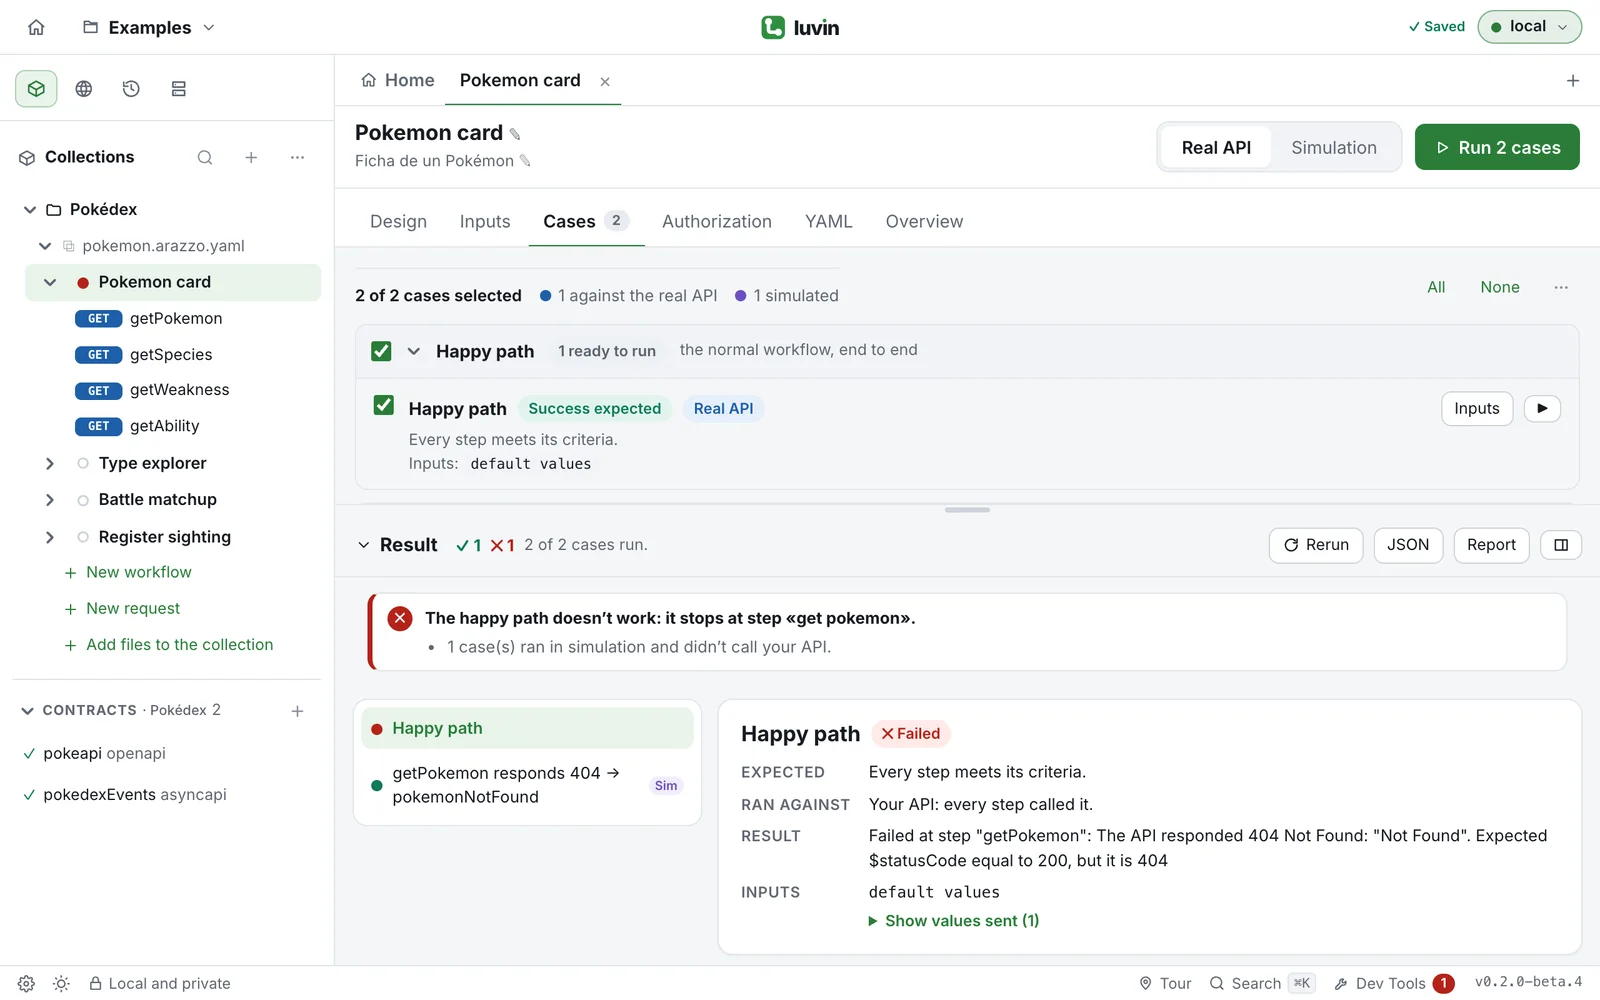 Examples
luvin
Saved
local
Home
Pokemon card
Pokemon card
Ficha de un Pokémon
Real API
Simulation
Run 2 cases
Collections
Pokédex
pokemon.arazzo.yaml
Pokemon card
GET getPokemon
GET getSpecies
GET getWeakness
GET getAbility
Type explorer
Battle matchup
Register sighting
+ New workflow
+ New request
+ Add files to the collection
CONTRACTS · Pokédex 2
pokeapi openapi
pokedexEvents asyncapi
Design
Inputs
Cases 2
Authorization
YAML
Overview
2 of 2 cases selected
1 against the real API
1 simulated
All
None
Happy path
1 ready to run
the normal workflow, end to end
Happy path
Success expected
Real API
Inputs
Every step meets its criteria.
Inputs: default values
Result
1
1
2 of 2 cases run.
Rerun
JSON
Report
The happy path doesn’t work: it stops at step «get pokemon».
• 1 case(s) ran in simulation and didn’t call your API.
Happy path
getPokemon responds 404 →
pokemonNotFound
Sim
Happy path
Failed
EXPECTED Every step meets its criteria.
RAN AGAINST Your API: every step called it.
RESULT Failed at step "getPokemon": The API responded 404 Not Found: "Not Found". Expected
$statusCode equal to 200, but it is 404
INPUTS default values
Show values sent (1)
Local and private
Tour
Search ⌘K
Dev Tools 1
v0.2.0-beta.4